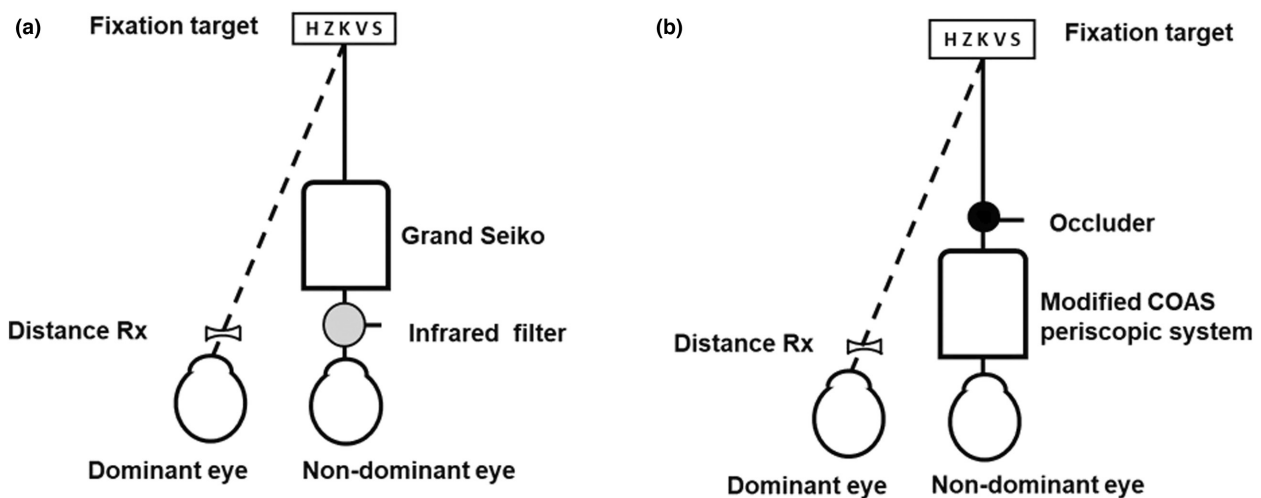 (a)
Fixation target
H Z K V S
Grand Seiko
Distance Rx
Infrared filter
Dominant eye
Non-dominant eye
(b)
H Z K V S
Fixation target
Occluder
Modified COAS
periscopic system
Distance Rx
Dominant eye
Non-dominant eye